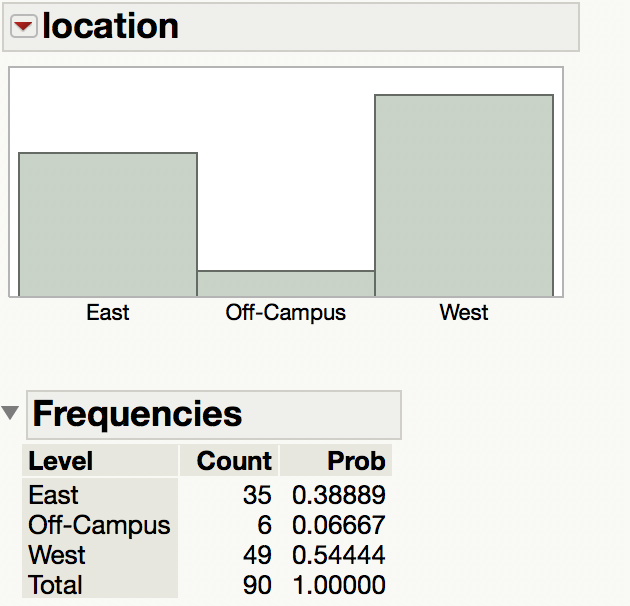 location
East Off-Campus West
Frequencies
Level Count Prob
East 35 0.38889
Off-Campus 6 0.06667
West 49 0.54444
Total 90 1.00000